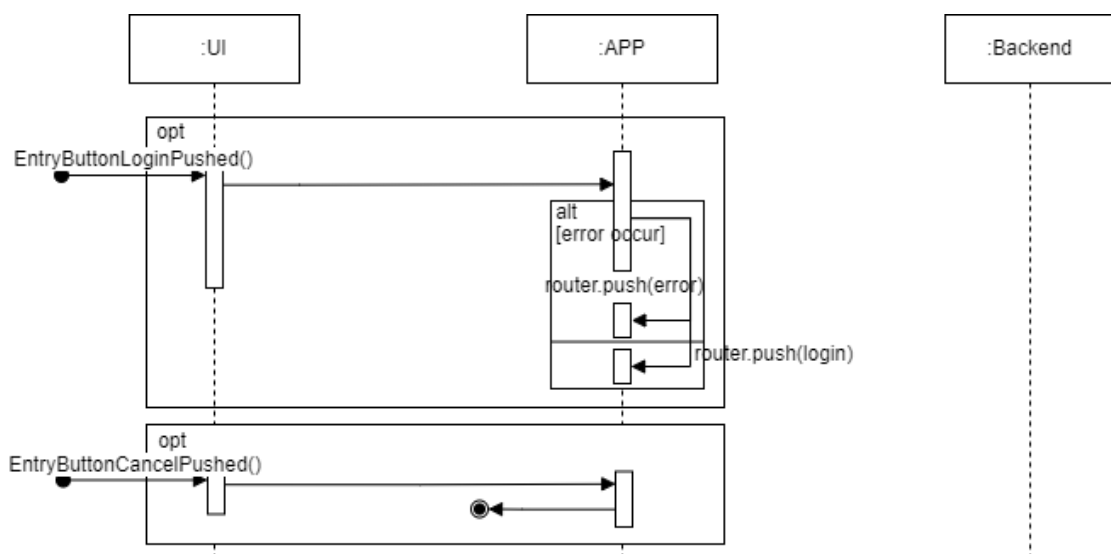 :UI
:APP
:Backend
opt
EntryButtonLoginPushed()
alt
[error occur]
router.push(error)
router.push(login)
opt
EntryButtonCancelPushed()